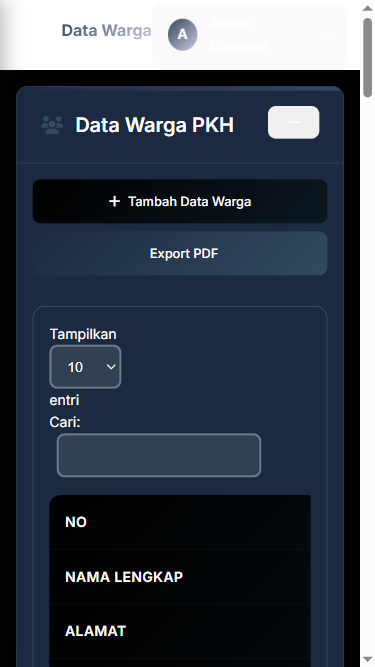 Data Warga
A
Admin
Operator
Data Warga PKH
+ Tambah Data Warga
Export PDF
Tampilkan
10
entri
Cari:
NO
NAMA LENGKAP
ALAMAT